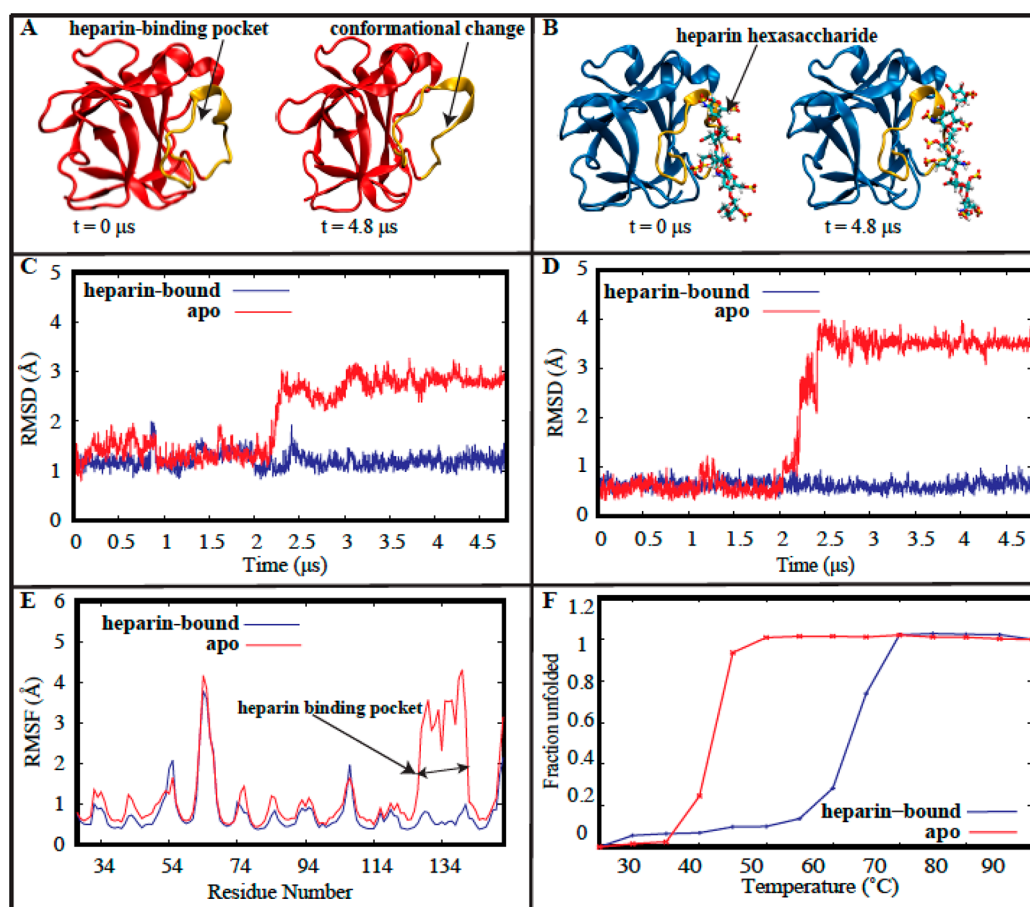 A
heparin-binding pocket
conformational change
t = 0 μs
t = 4.8 μs
B
heparin hexasaccharide
t = 0 μs
t = 4.8 μs
C
heparin-bound
apo
RMSD (Å)
5
4
3
2
1
0
0 0.5 1 1.5 2 2.5 3 3.5 4 4.5
Time (μs)
D
heparin-bound
apo
RMSD (Å)
5
4
3
2
1
0
0 0.5 1 1.5 2 2.5 3 3.5 4 4.5
Time (μs)
E
heparin-bound
apo
heparin binding pocket
RMSF (Å)
6
5
4
3
2
1
0
34 54 74 94 114 134
Residue Number
F
Fraction unfolded
1.2
1
0.8
0.6
0.4
0.2
0
heparin−bound
apo
30 40 50 60 70 80 90
Temperature (˚C)